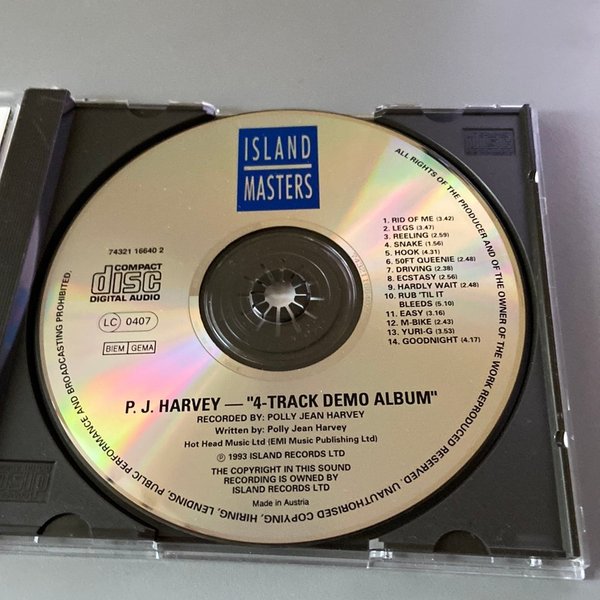 ISLAND
MASTERS
74321 16640 2
COMPACT
disc
DIGITAL AUDIO
LC 0407
BIEM GEMA
1. RID OF ME (3.42)
2. LEGS (3.47)
3. REELING (2.59)
4. SNAKE (1.56)
5. HOOK (4.31)
6. 50FT QUEENIE (2.48)
7. DRIVING (2.38)
8. ECSTASY (2.56)
9. HARDLY WAIT (2.48)
10. RUB 'TIL IT
BLEEDS (5.10)
11. EASY (3.16)
12. M-BIKE (2.43)
13. YURI-G (3.53)
14. GOODNIGHT (4.17)
P. J. HARVEY — "4-TRACK DEMO ALBUM"
RECORDED BY: POLLY JEAN HARVEY
Written by: Polly Jean Harvey
Hot Head Music Ltd (EMI Music Publishing Ltd)
℗ 1993 ISLAND RECORDS LTD
THE COPYRIGHT IN THIS SOUND
RECORDING IS OWNED BY
ISLAND RECORDS LTD
Made in Austria
ALL RIGHTS OF THE PRODUCER AND OF THE OWNER OF THE WORK REPRODUCED RESERVED. UNAUTHORISED COPYING, HIRING, LENDING, PUBLIC PERFORMANCE AND BROADCASTING PROHIBITED.